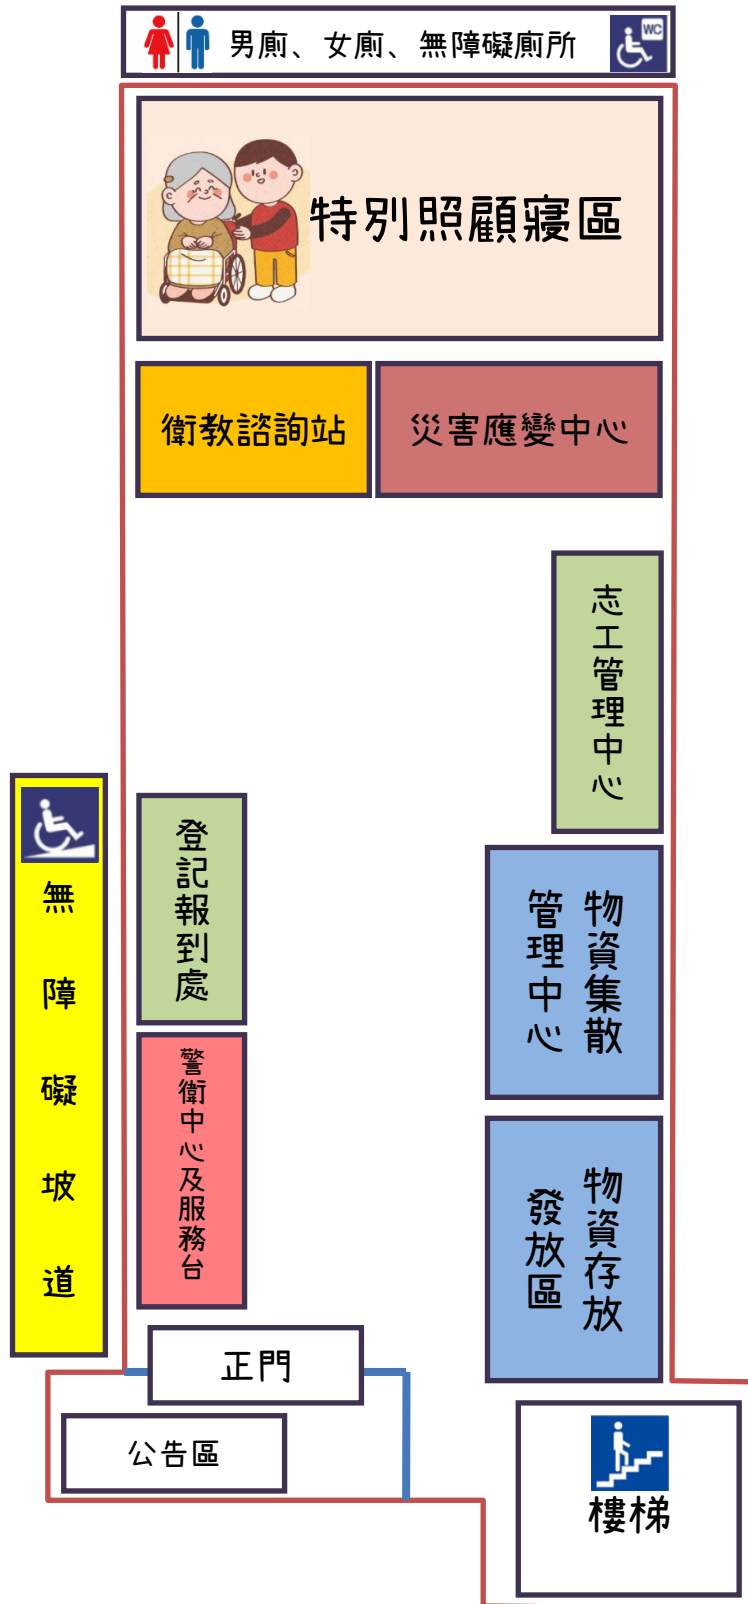 男廁、女廁、無障礙廁所
WC
特別照顧寢區
衛教諮詢站
災害應變中心
志工管理中心
登記報到處
無障礙坡道
物資集散
管理中心
警衛中心及服務台
物資存放
發放區
正門
公告區
樓梯